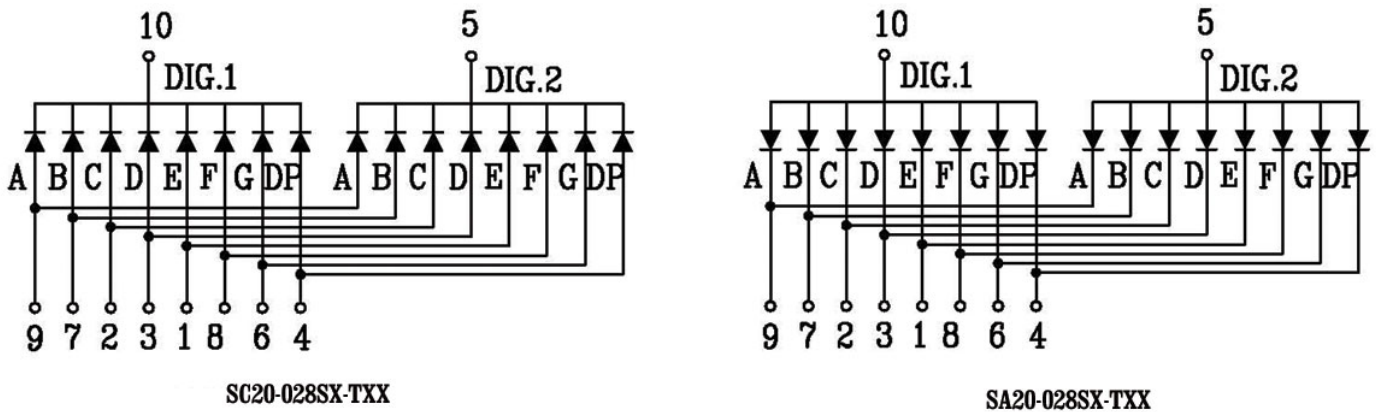 10 5 10 5
DIG.1 DIG.2 DIG.1 DIG.2
A B C D E F G DP A B C D E F G DP A B C D E F G DP A B C D E F G DP
9 7 2 3 1 8 6 4 9 7 2 3 1 8 6 4
SC20-028SX-TXX SA20-028SX-TXX